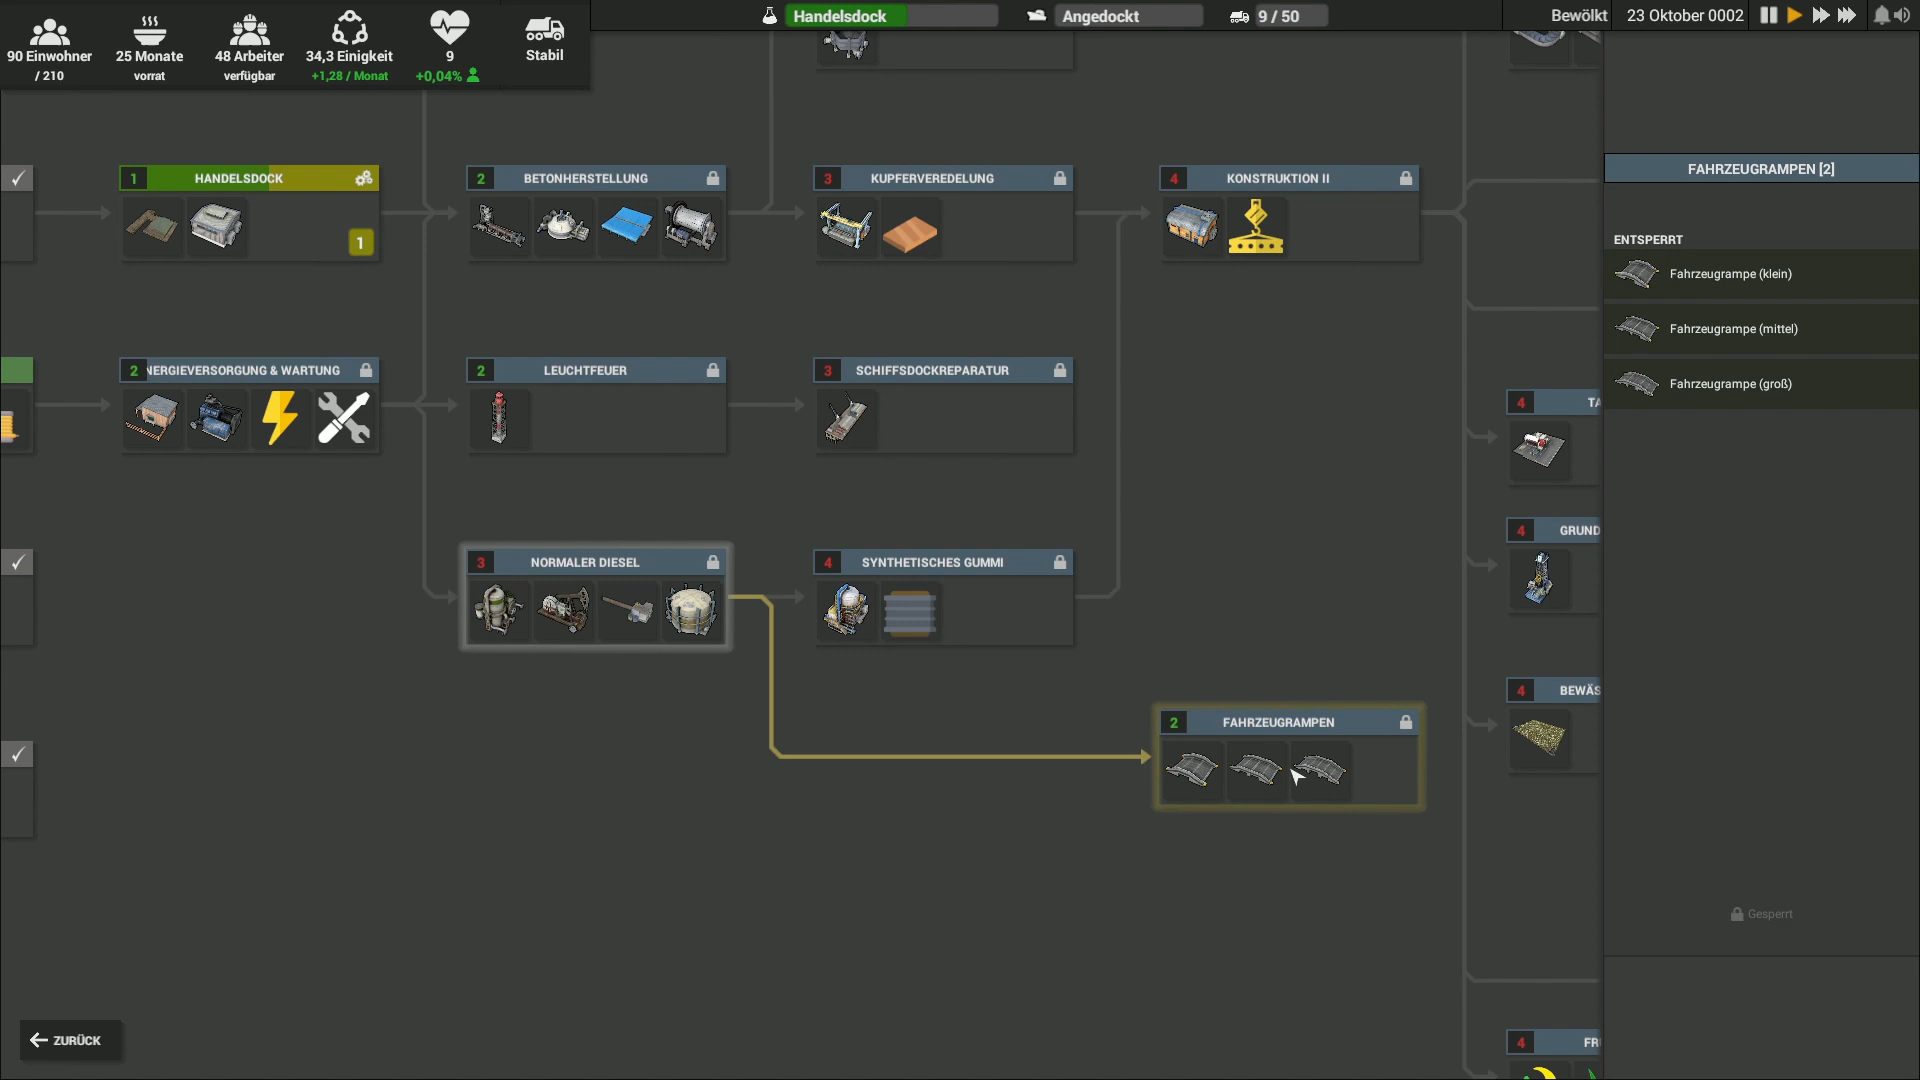 90 Einwohner
/ 210
25 Monate
vorrat
48 Arbeiter
verfügbar
34,3 Einigkeit
+1,28 / Monat
9
+0,04%
Stabil
Handelsdock
Angedockt
9 / 50
Bewölkt
23 Oktober 0002
1 HANDELSDOCK
1
2 BETONHERSTELLUNG
3 KUPFERVEREDELUNG
4 KONSTRUKTION II
2 NERGIEVERSORGUNG & WARTUNG
2 LEUCHTFEUER
3 SCHIFFSDOCKREPARATUR
4 TA
4 GRUND
3 NORMALER DIESEL
4 SYNTHETISCHES GUMMI
4 BEWÄS
2 FAHRZEUGRAMPEN
4 FR
FAHRZEUGRAMPEN [2]
ENTSPERRT
Fahrzeugrampe (klein)
Fahrzeugrampe (mittel)
Fahrzeugrampe (groß)
Gesperrt
ZURÜCK